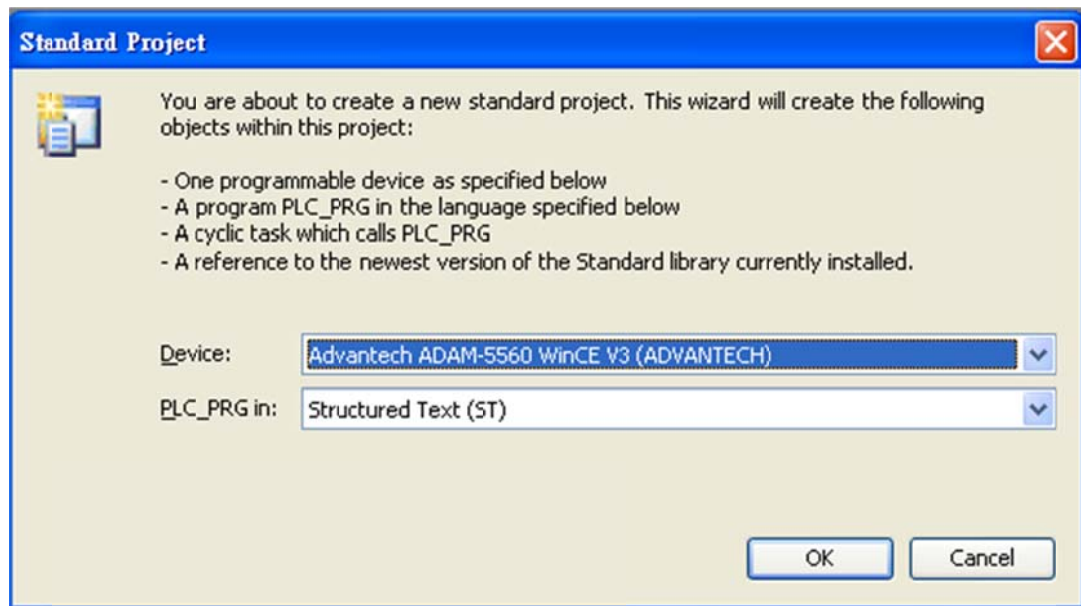 Standard Project
You are about to create a new standard project. This wizard will create the following
objects within this project:
- One programmable device as specified below
- A program PLC_PRG in the language specified below
- A cyclic task which calls PLC_PRG
- A reference to the newest version of the Standard library currently installed.
Device: Advantech ADAM-5560 WinCE V3 (ADVANTECH)
PLC_PRG in: Structured Text (ST)
OK Cancel